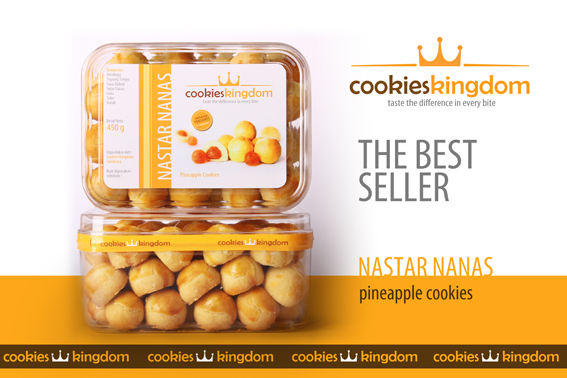 NASTAR NANAS
450 g
cookieskingdom
taste the difference in every bite
Pineapple Cookies
cookies kingdom
cookies kingdom
cookieskingdom
taste the difference in every bite
THE BEST
SELLER
NASTAR NANAS
pineapple cookies
cookies kingdom cookies kingdom cookies kingdom cookies kingdom